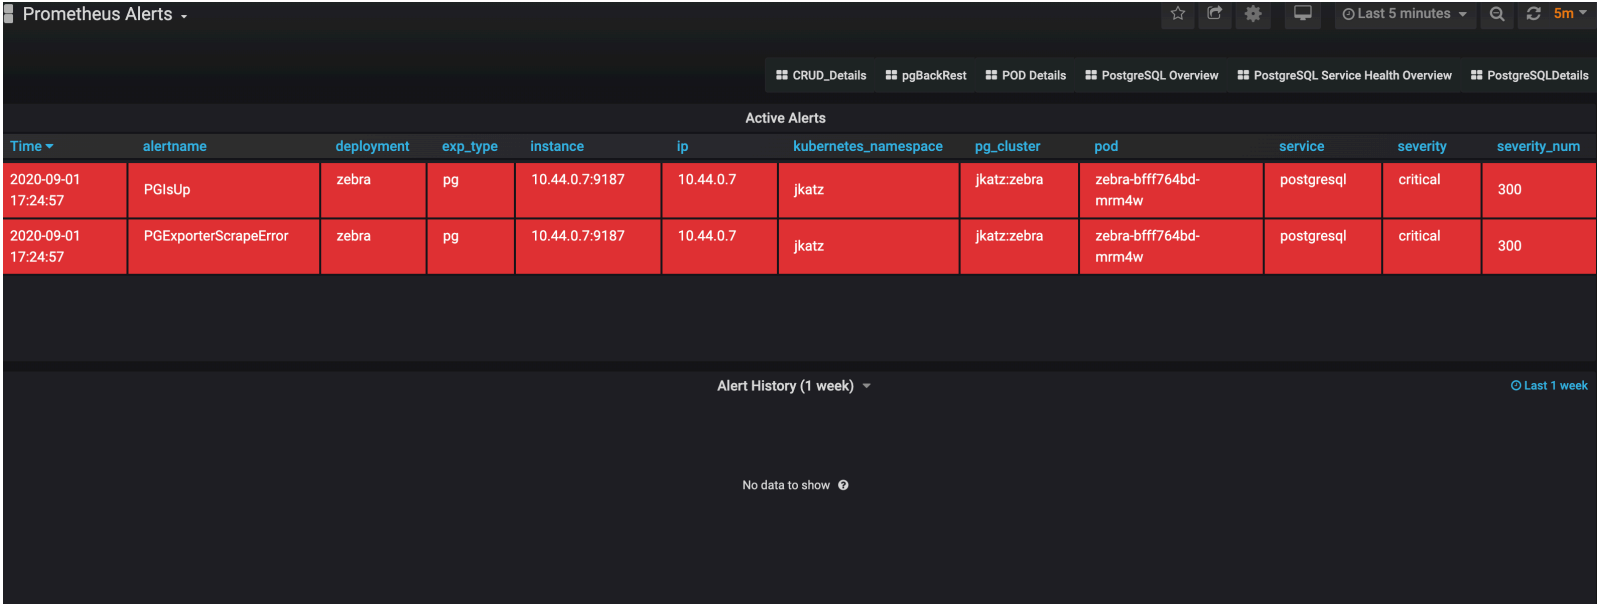 Prometheus Alerts
Last 5 minutes
5m
CRUD_Details pgBackRest POD Details PostgreSQL Overview PostgreSQL Service Health Overview PostgreSQLDetails
Active Alerts
Time alertname deployment exp_type instance ip kubernetes_namespace pg_cluster pod service severity severity_num
2020-09-01 17:24:57 PGIsUp zebra pg 10.44.0.7:9187 10.44.0.7 jkatz jkatz:zebra zebra-bfff764bd-mrm4w postgresql critical 300
2020-09-01 17:24:57 PGExporterScrapeError zebra pg 10.44.0.7:9187 10.44.0.7 jkatz jkatz:zebra zebra-bfff764bd-mrm4w postgresql critical 300
Alert History (1 week)
Last 1 week
No data to show